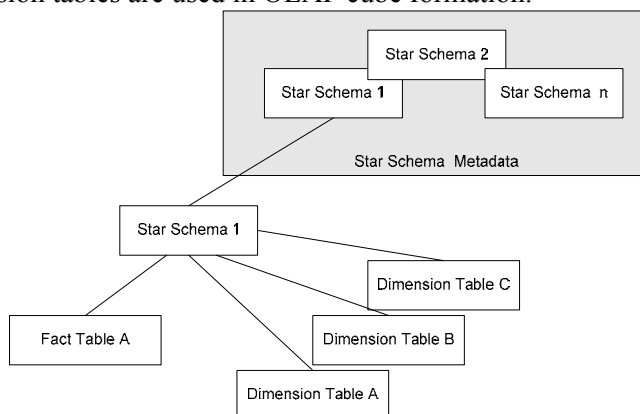 sion tables are used in OLAP cube formation.
Star Schema 2
Star Schema 1
Star Schema n
Star Schema Metadata
Star Schema 1
Dimension Table C
Fact Table A
Dimension Table B
Dimension Table A